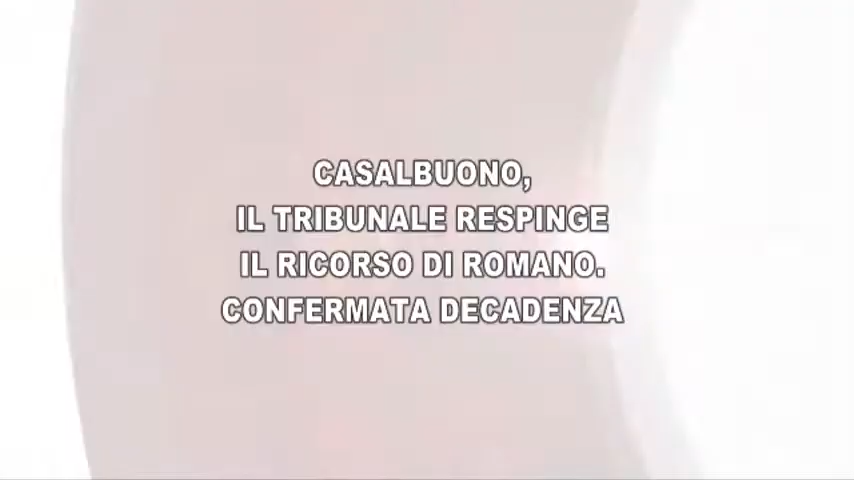 CASALBUONO,
IL TRIBUNALE RESPINGE
IL RICORSO DI ROMANO.
CONFERMATA DECADENZA